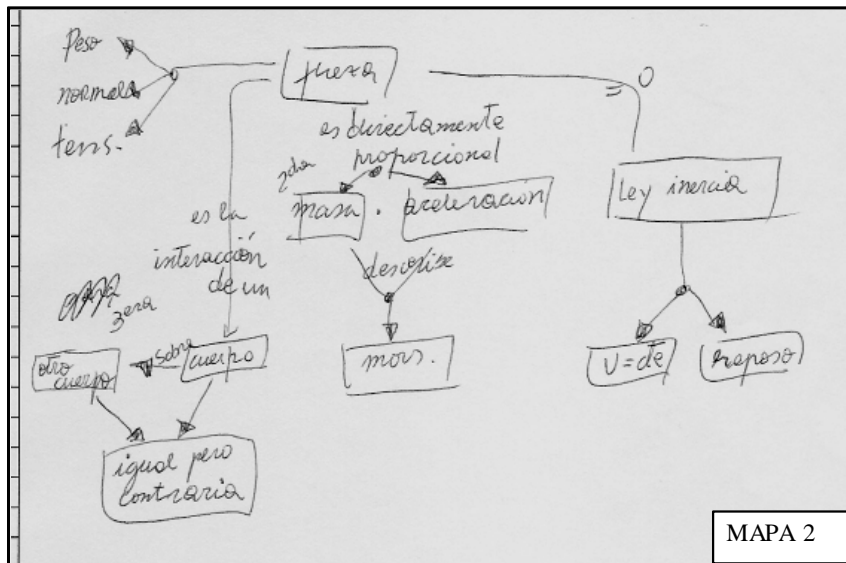 Peso
normal
tens.
fuerza
= 0
es directamente
proporcional
2da
masa . aceleración
describe
mov.
Ley inercia
V = cte
reposo
es la
interacción
de un
3era
cuerpo
sobre
otro
cuerpo
igual pero
contraria
MAPA 2